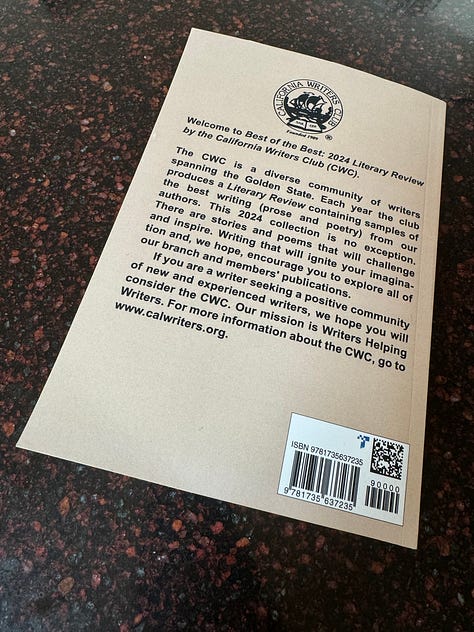 CALIFORNIA WRITERS CLUB
Founded 1909
®
Welcome to Best of the Best: 2024 Literary Review
by the California Writers Club (CWC).
The CWC is a diverse community of writers
spanning the Golden State. Each year the club
produces a Literary Review containing samples of
the best writing (prose and poetry) from our
authors. This 2024 collection is no exception.
There are stories and poems that will challenge
and inspire. Writing that will ignite your imagina-
tion and, we hope, encourage you to explore all of
our branch and members' publications.
If you are a writer seeking a positive community
of new and experienced writers, we hope you will
consider the CWC. Our mission is Writers Helping
Writers. For more information about the CWC, go to
www.calwriters.org.
ISBN 9781735637235
90000
9 781735 637235